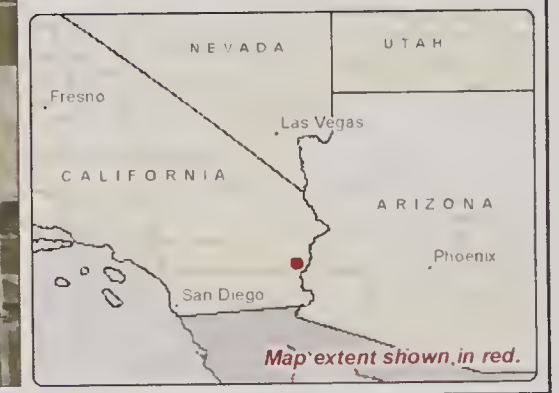 NEVADA
UTAH
Fresno
Las Vegas
CALIFORNIA
ARIZONA
Phoenix
San Diego
Map extent shown in red.